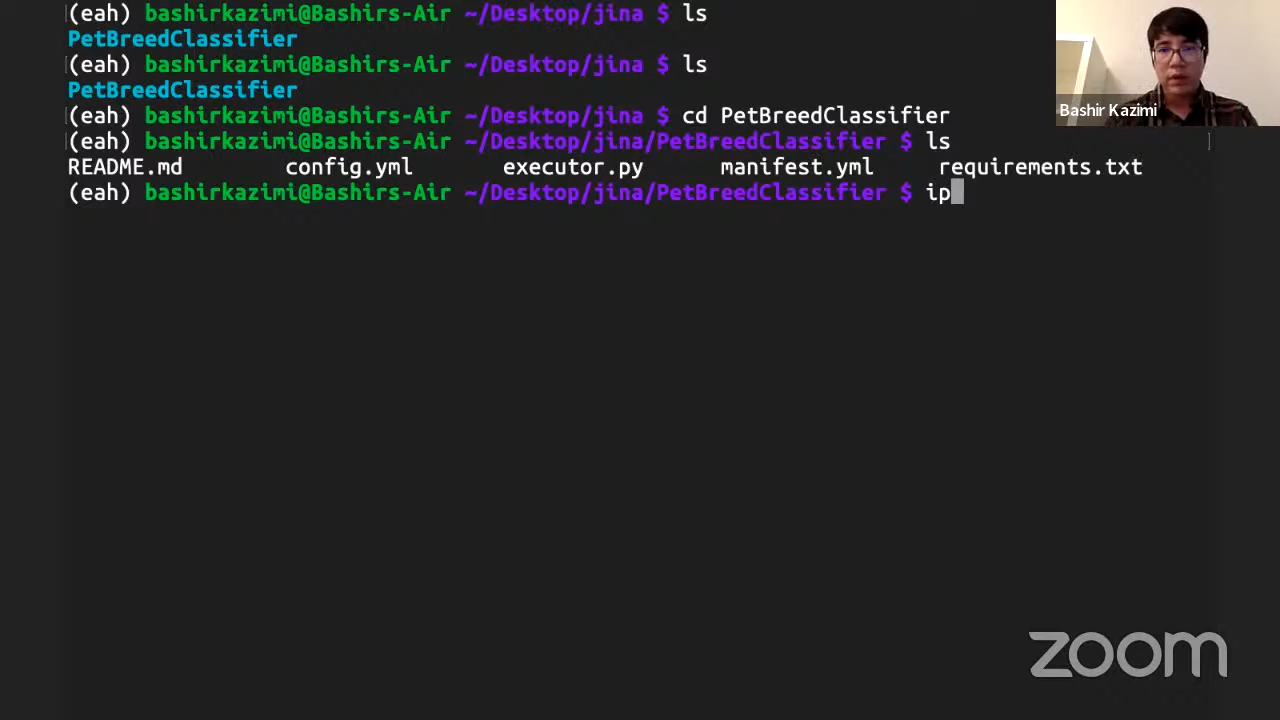 (eah) bashirkazimi@Bashirs-Air ~/Desktop/jina $ ls
PetBreedClassifier
(eah) bashirkazimi@Bashirs-Air ~/Desktop/jina $ ls
PetBreedClassifier
(eah) bashirkazimi@Bashirs-Air ~/Desktop/jina $ cd PetBreedClassifier
(eah) bashirkazimi@Bashirs-Air ~/Desktop/jina/PetBreedClassifier $ ls
README.md config.yml executor.py manifest.yml requirements.txt
(eah) bashirkazimi@Bashirs-Air ~/Desktop/jina/PetBreedClassifier $ ip
Bashir Kazimi
zoom